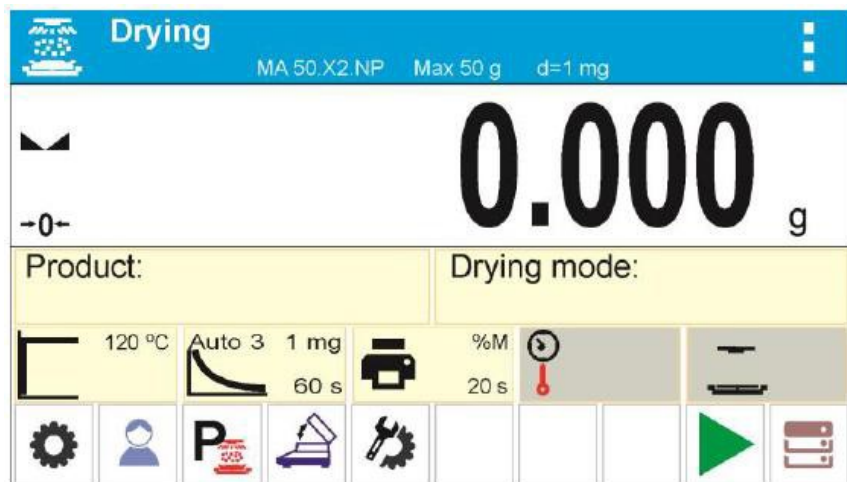 Drying
MA 50.X2.NP Max 50 g d=1 mg
0.000 g
→0←
Product: Drying mode:
120 ºC Auto 3 1 mg %M
60 s 20 s
P